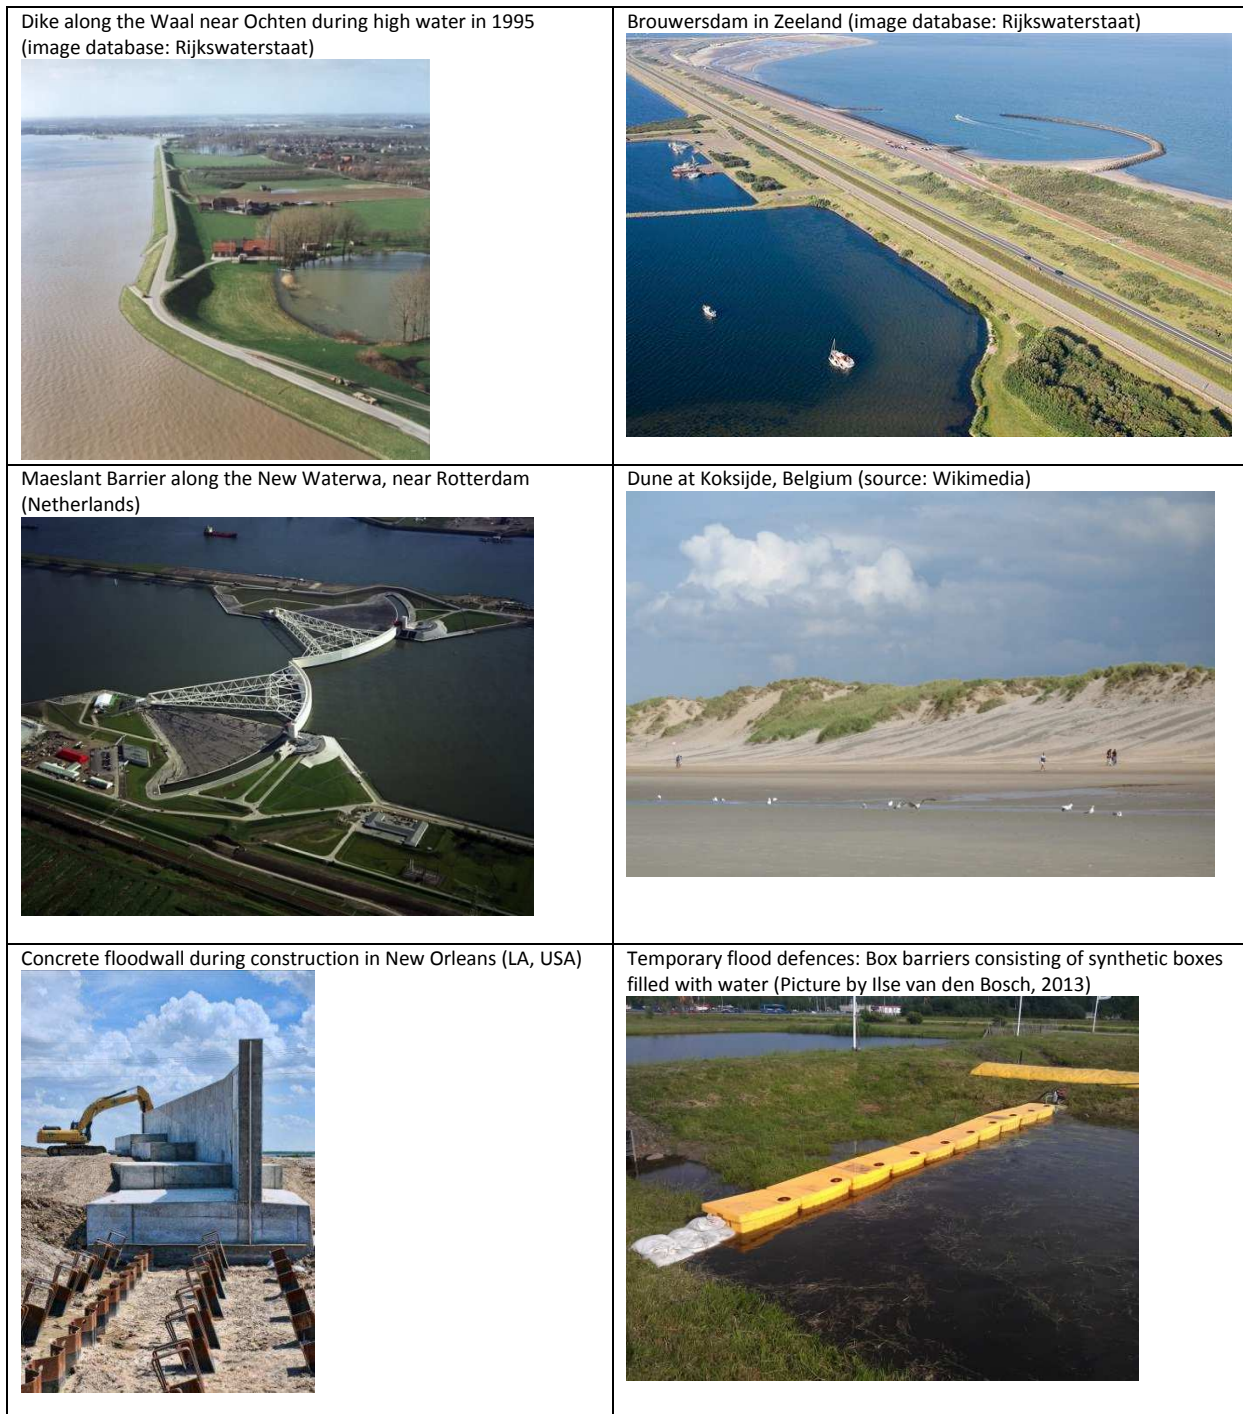 Dike along the Waal near Ochten during high water in 1995
(image database: Rijkswaterstaat)
Brouwersdam in Zeeland (image database: Rijkswaterstaat)
Maeslant Barrier along the New Waterwa, near Rotterdam
(Netherlands)
Dune at Koksijde, Belgium (source: Wikimedia)
Concrete floodwall during construction in New Orleans (LA, USA)
Temporary flood defences: Box barriers consisting of synthetic boxes
filled with water (Picture by Ilse van den Bosch, 2013)